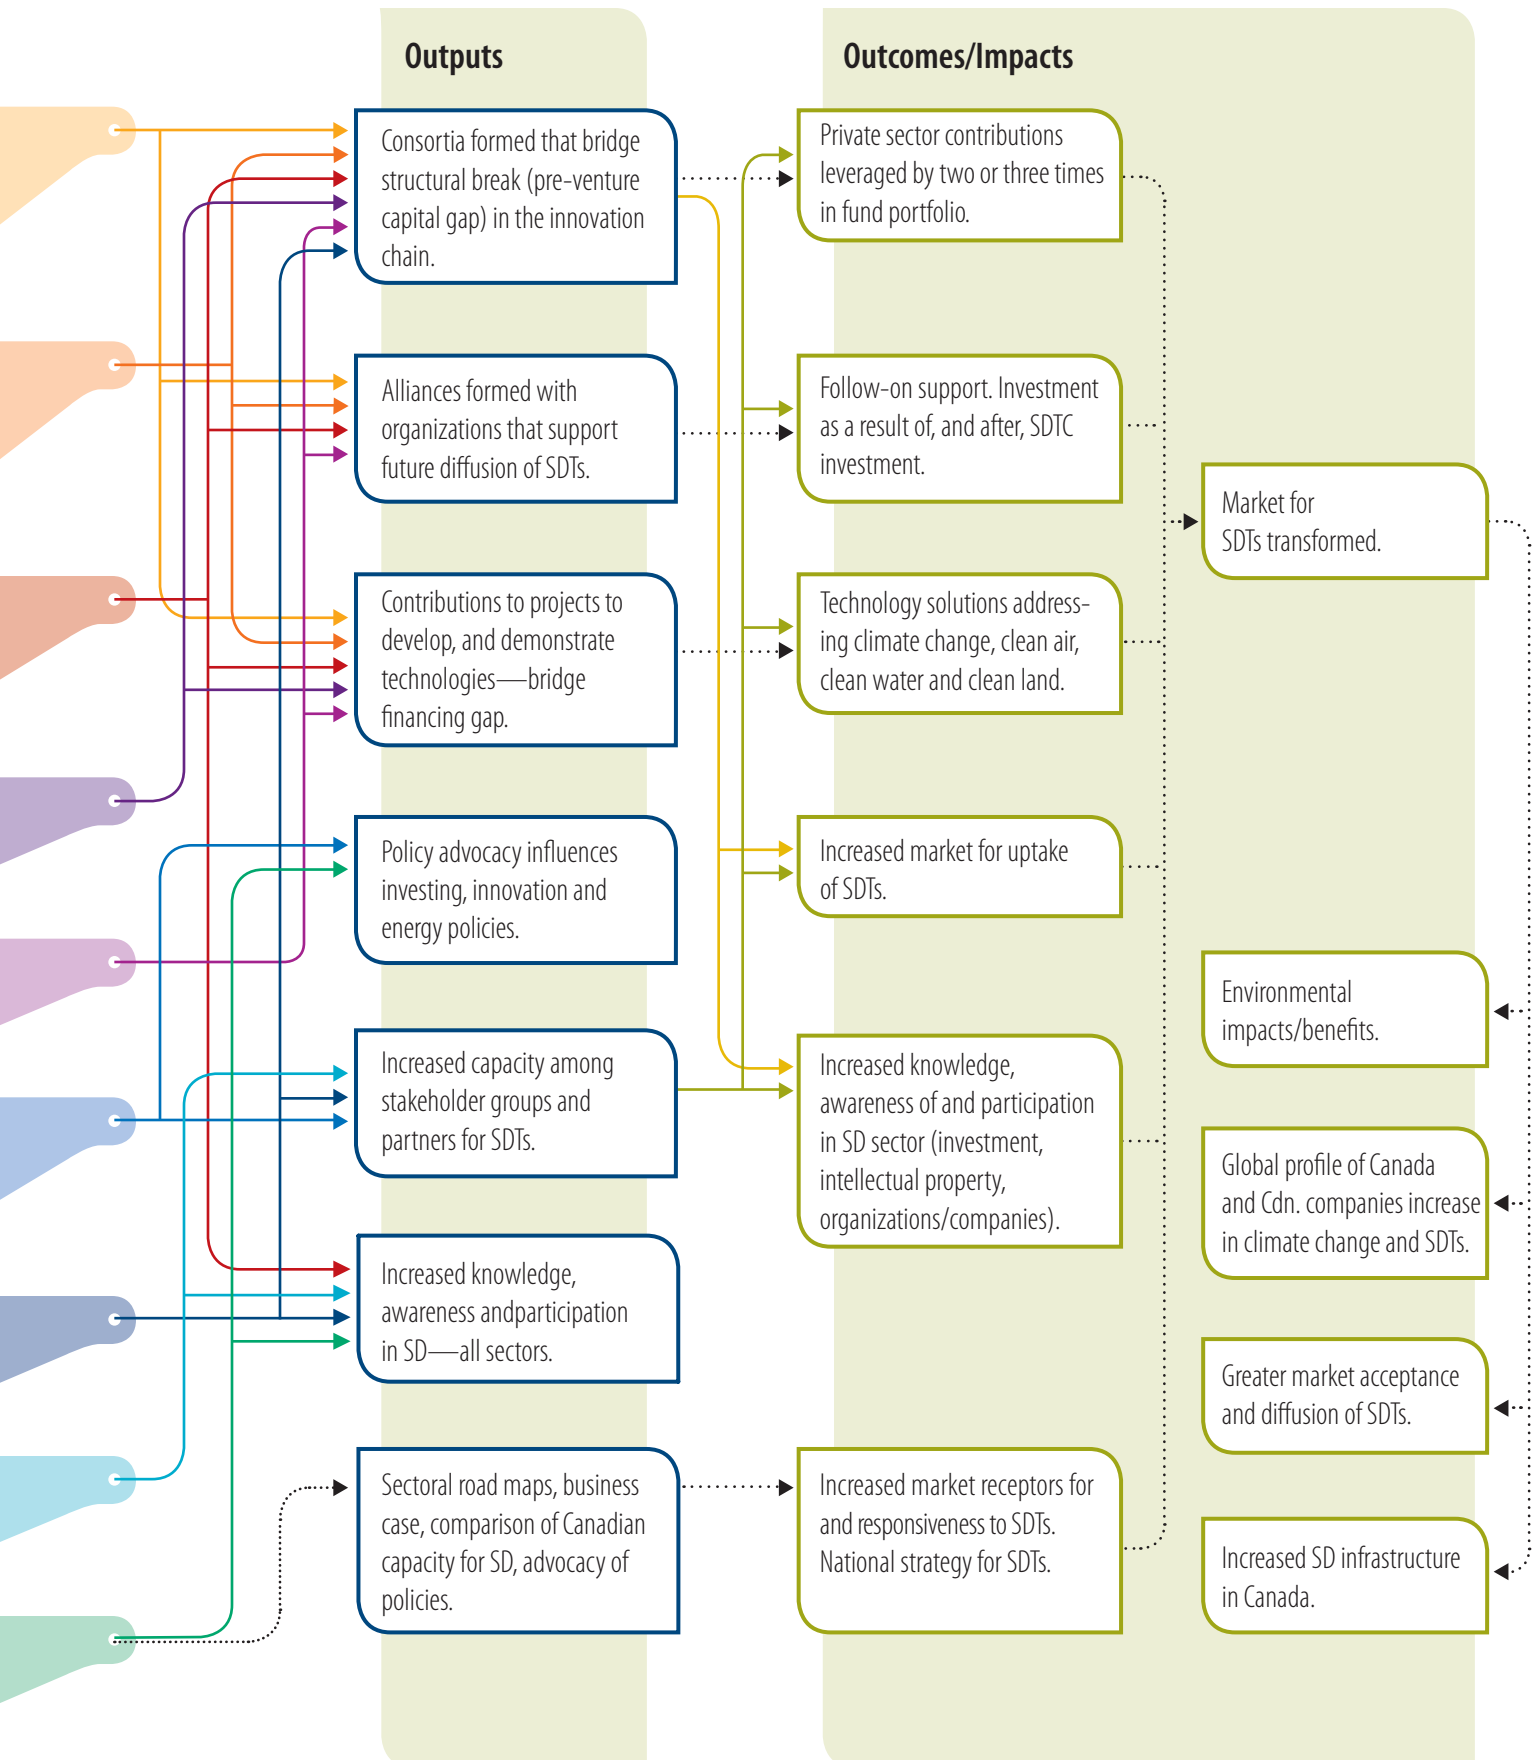 Outputs
Consortia formed that bridge
structural break (pre-venture
capital gap) in the innovation
chain.
Alliances formed with
organizations that support
future diffusion of SDTs.
Contributions to projects to
develop, and demonstrate
technologies—bridge
financing gap.
Policy advocacy influences
investing, innovation and
energy policies.
Increased capacity among
stakeholder groups and
partners for SDTs.
Increased knowledge,
awareness andparticipation
in SD—all sectors.
Sectoral road maps, business
case, comparison of Canadian
capacity for SD, advocacy of
policies.
Outcomes/Impacts
Private sector contributions
leveraged by two or three times
in fund portfolio.
Follow-on support. Investment
as a result of, and after, SDTC
investment.
Technology solutions address-
ing climate change, clean air,
clean water and clean land.
Increased market for uptake
of SDTs.
Increased knowledge,
awareness of and participation
in SD sector (investment,
intellectual property,
organizations/companies).
Increased market receptors for
and responsiveness to SDTs.
National strategy for SDTs.
Market for
SDTs transformed.
Environmental
impacts/benefits.
Global profile of Canada
and Cdn. companies increase
in climate change and SDTs.
Greater market acceptance
and diffusion of SDTs.
Increased SD infrastructure
in Canada.